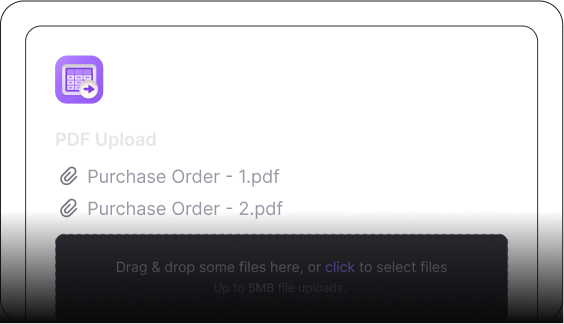 PDF Upload
Purchase Order - 1.pdf
Purchase Order - 2.pdf
Drag & drop some files here, or click to select files
Up to 5MB file uploads.